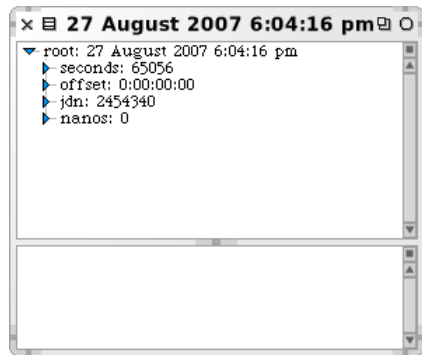 27 August 2007 6:04:16 pm
root: 27 August 2007 6:04:16 pm
seconds: 65056
offset: 0:00:00:00
jdn: 2454340
nanos: 0